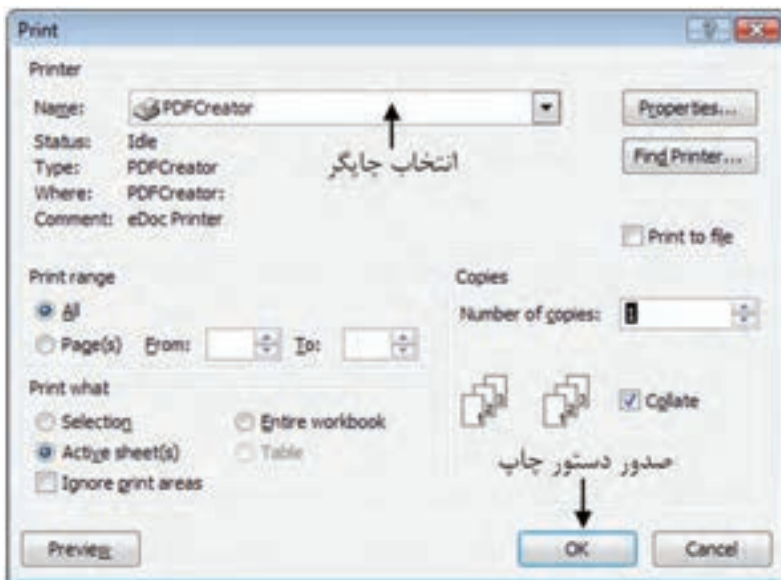 Print
Printer
Name: PDFCreator Properties...
Status: Idle
انتخاب چاپگر
Type: PDFCreator Find Printer...
Where: PDFCreator:
Comment: eDoc Printer
Print to file
Print range Copies
All Number of copies: 1
Page(s) From: To:
Print what
Selection Entire workbook Collate
Active sheet(s) Table
صدور دستور چاپ
Ignore print areas
Preview OK Cancel